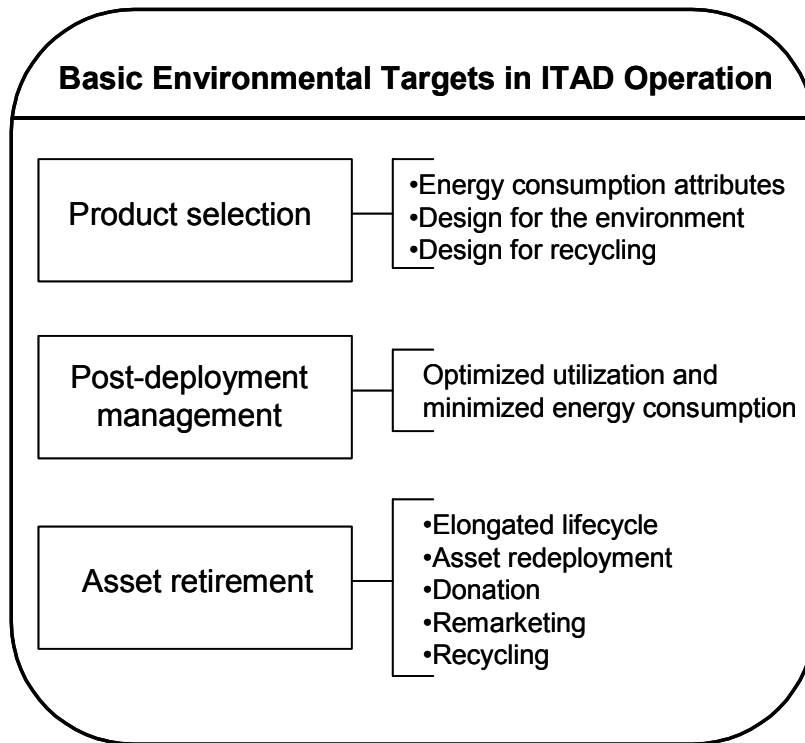 Basic Environmental Targets in ITAD Operation
Product selection
•Energy consumption attributes
•Design for the environment
•Design for recycling
Post-deployment
management
Optimized utilization and
minimized energy consumption
Asset retirement
•Elongated lifecycle
•Asset redeployment
•Donation
•Remarketing
•Recycling